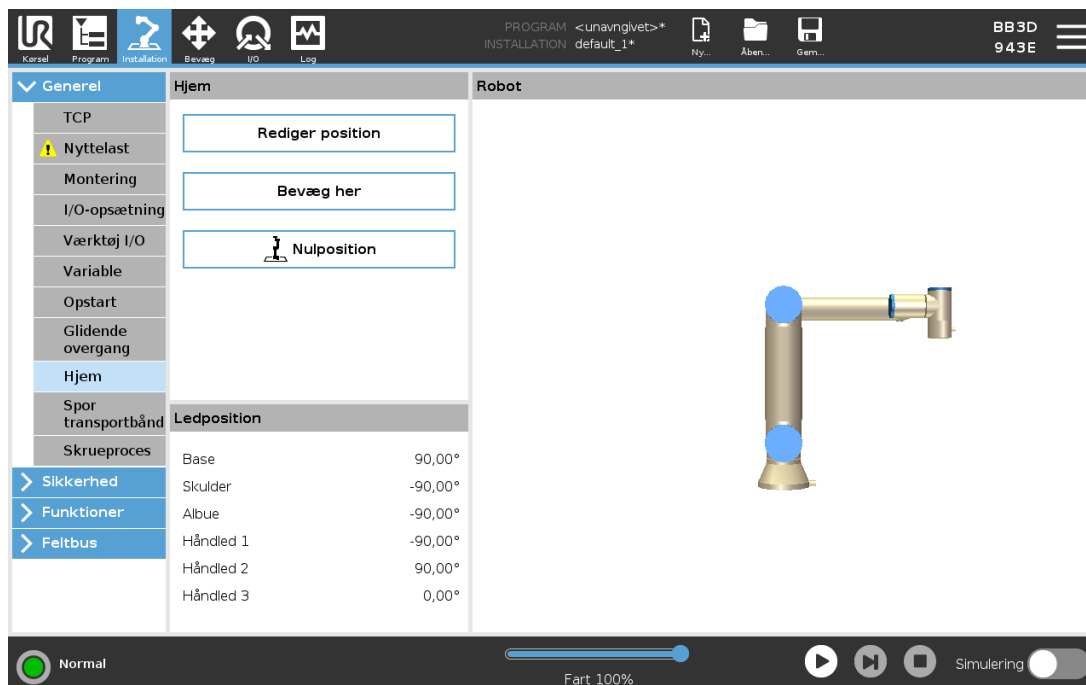 UR
Kørsel
Program
Installation
Bevæg
I/O
Log
PROGRAM <unavngivet>*
INSTALLATION default_1*
Ny...
Åben...
Gem...
BB3D
943E
Generel
TCP
Nyttelast
Montering
I/O-opsætning
Værktøj I/O
Variable
Opstart
Glidende
overgang
Hjem
Spor
transportbånd
Skrueproces
Sikkerhed
Funktioner
Feltbus
Hjem
Rediger position
Bevæg her
Nulposition
Ledposition
Base 90,00°
Skulder -90,00°
Albue -90,00°
Håndled 1 -90,00°
Håndled 2 90,00°
Håndled 3 0,00°
Robot
Normal
Fart 100%
Simulering